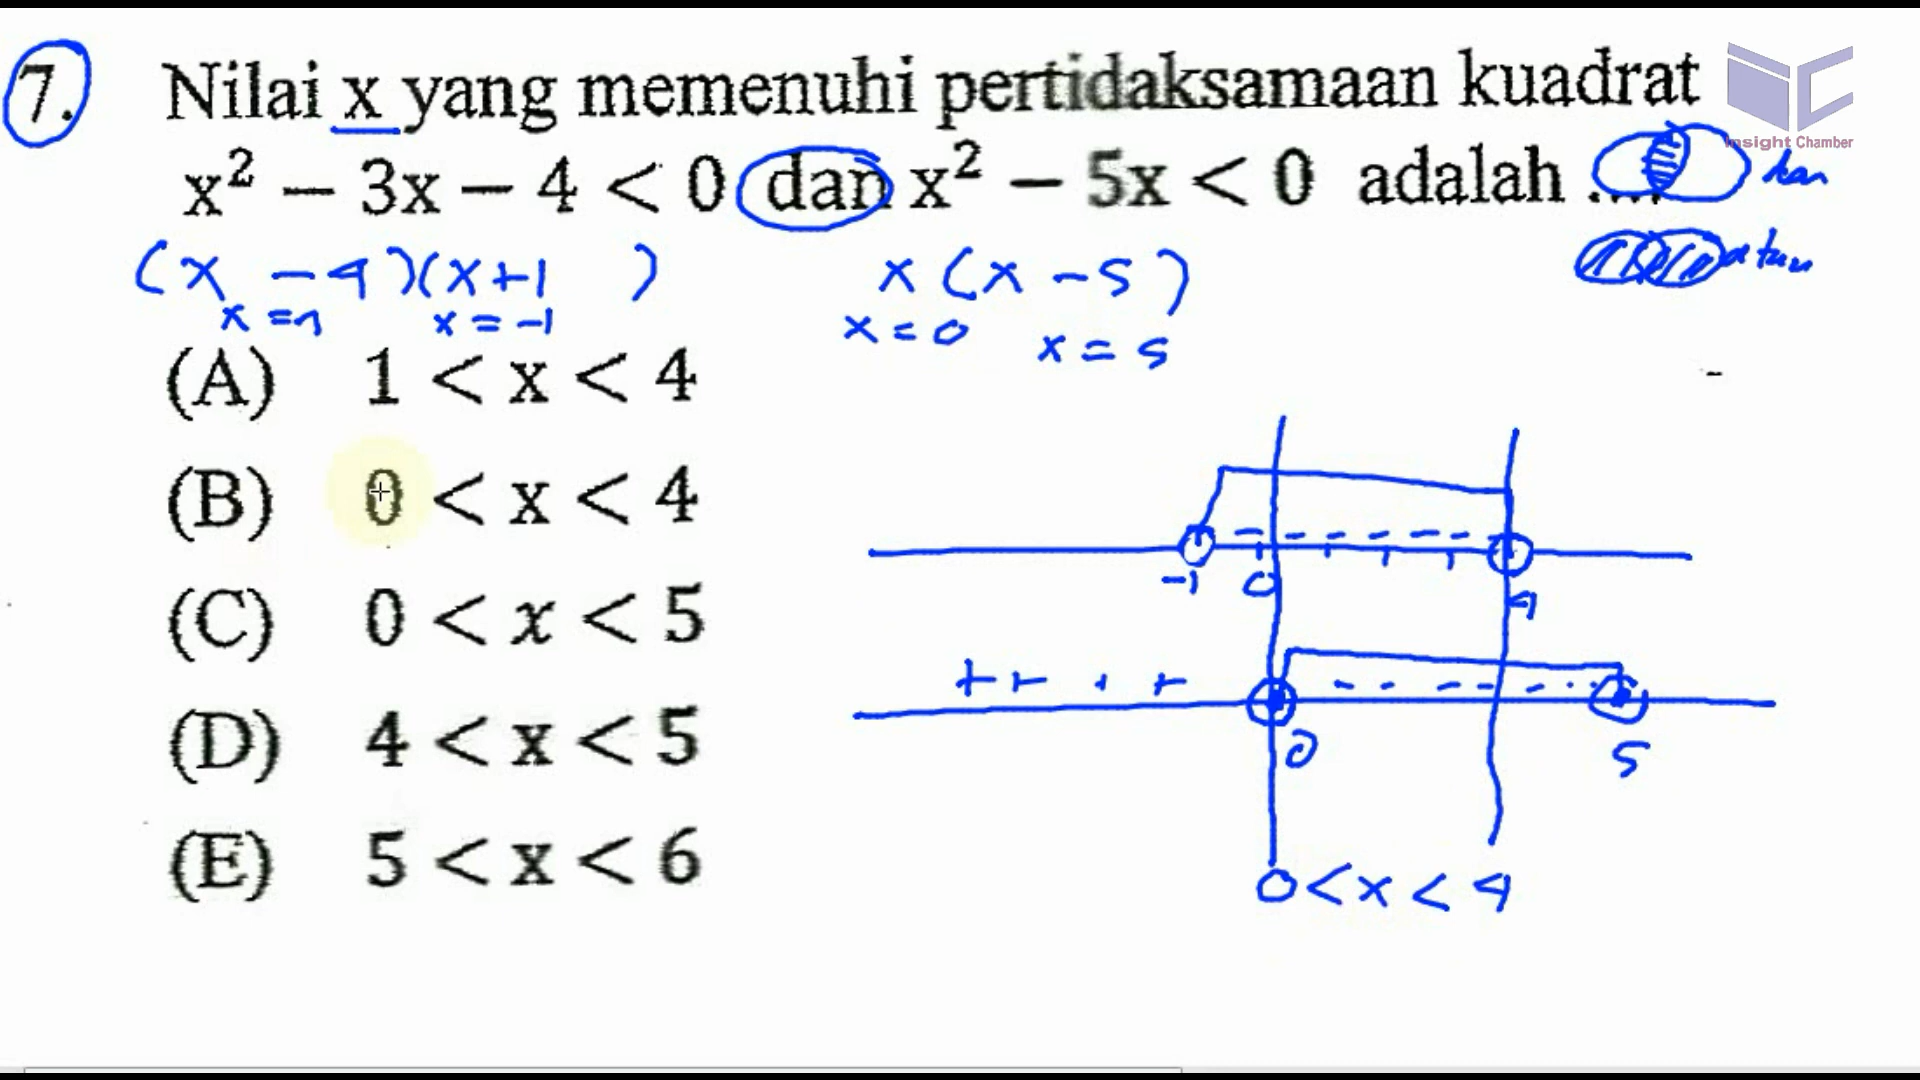 7. Nilai x yang memenuhi pertidaksamaan kuadrat
x² − 3x − 4 < 0 dan x² − 5x < 0 adalah ....
Insight Chamber
(x − 4)(x + 1)
x = 4 x = −1
x(x − 5)
x = 0 x = 5
(A) 1 < x < 4
(B) 0 < x < 4
(C) 0 < x < 5
(D) 4 < x < 5
(E) 5 < x < 6
−1 0 4
0 5
0 < x < 4